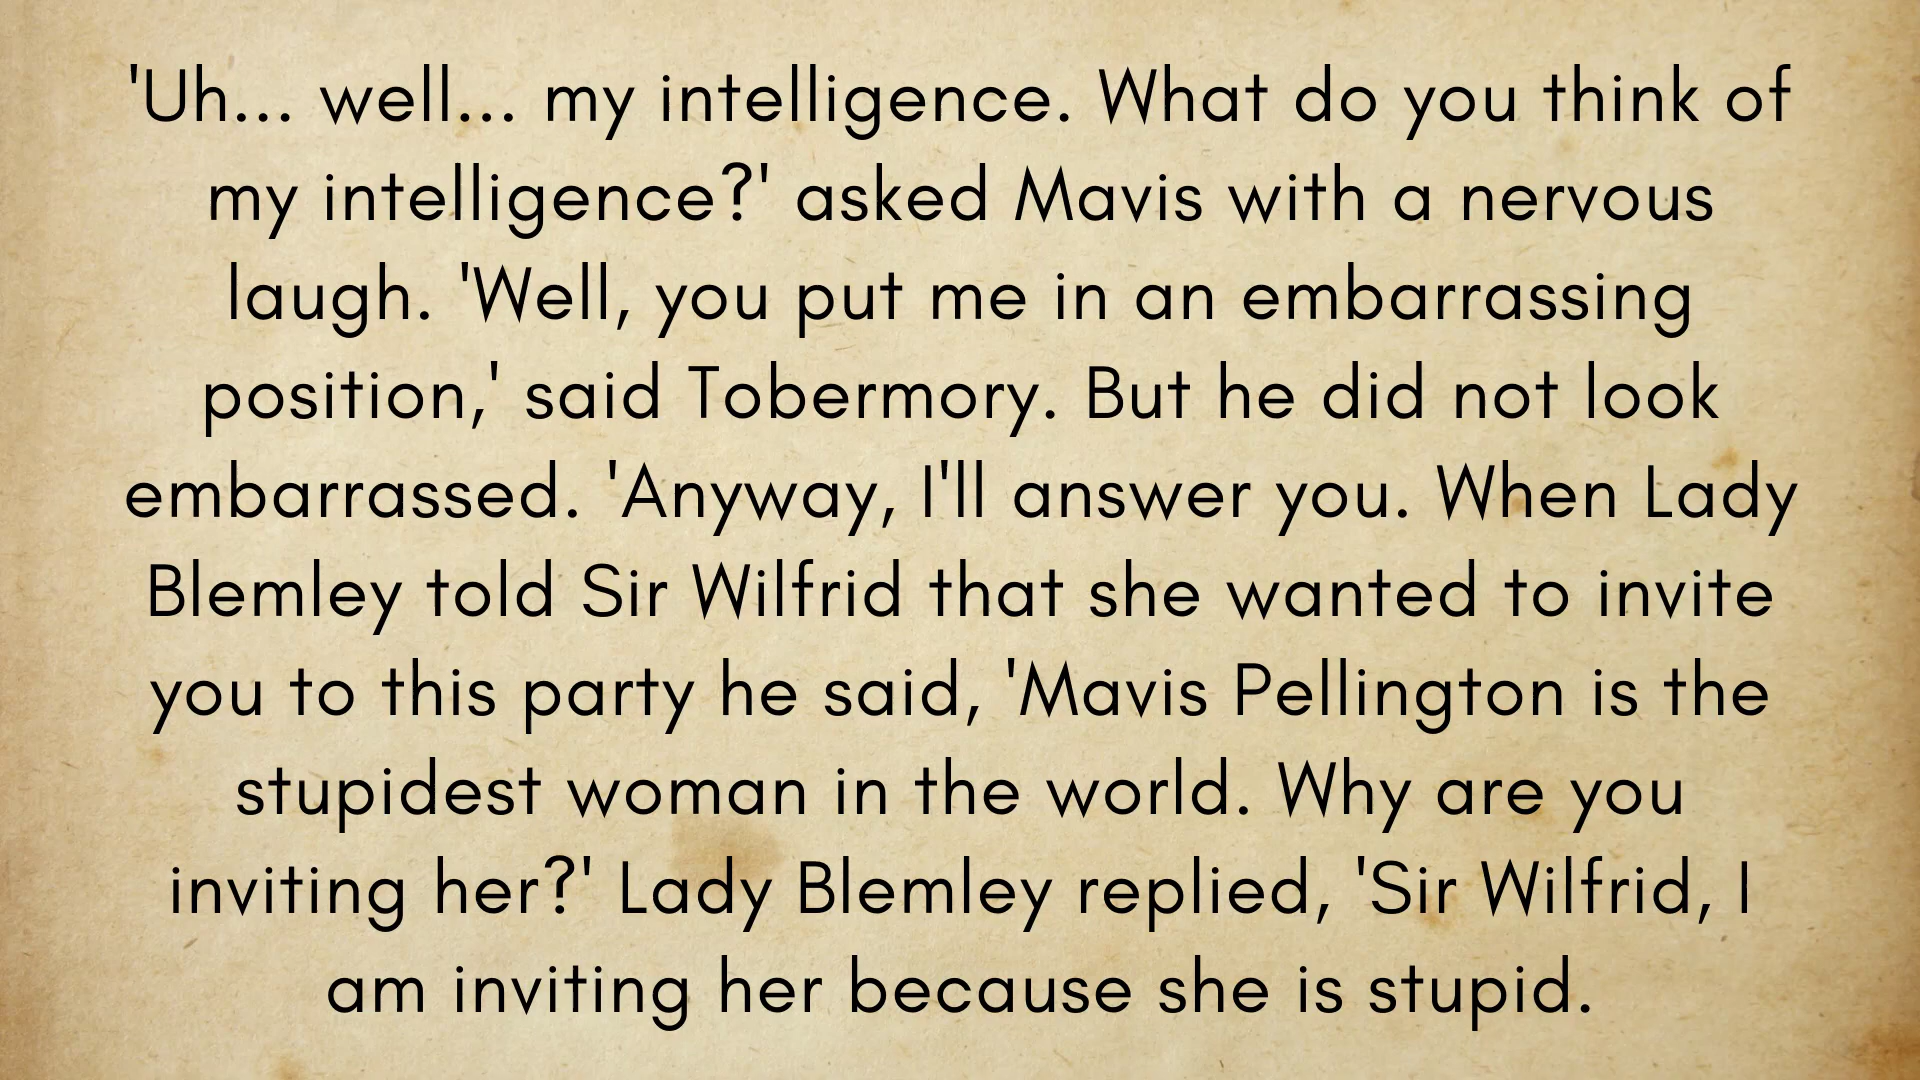 'Uh... well... my intelligence. What do you think of
my intelligence?' asked Mavis with a nervous
laugh. 'Well, you put me in an embarrassing
position,' said Tobermory. But he did not look
embarrassed. 'Anyway, I'll answer you. When Lady
Blemley told Sir Wilfrid that she wanted to invite
you to this party he said, 'Mavis Pellington is the
stupidest woman in the world. Why are you
inviting her?' Lady Blemley replied, 'Sir Wilfrid, I
am inviting her because she is stupid.